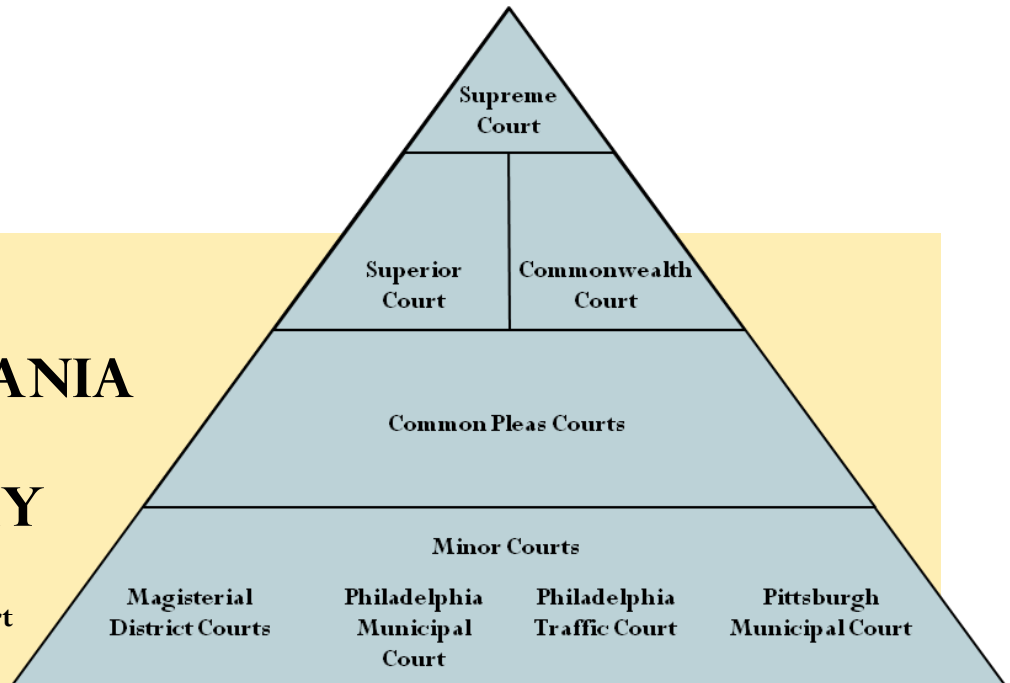 Supreme
Court
Superior
Court
Commonwealth
Court
ANIA
Common Pleas Courts
Y
Minor Courts
Magisterial
District Courts
Philadelphia
Municipal
Court
Philadelphia
Traffic Court
Pittsburgh
Municipal Court
rt